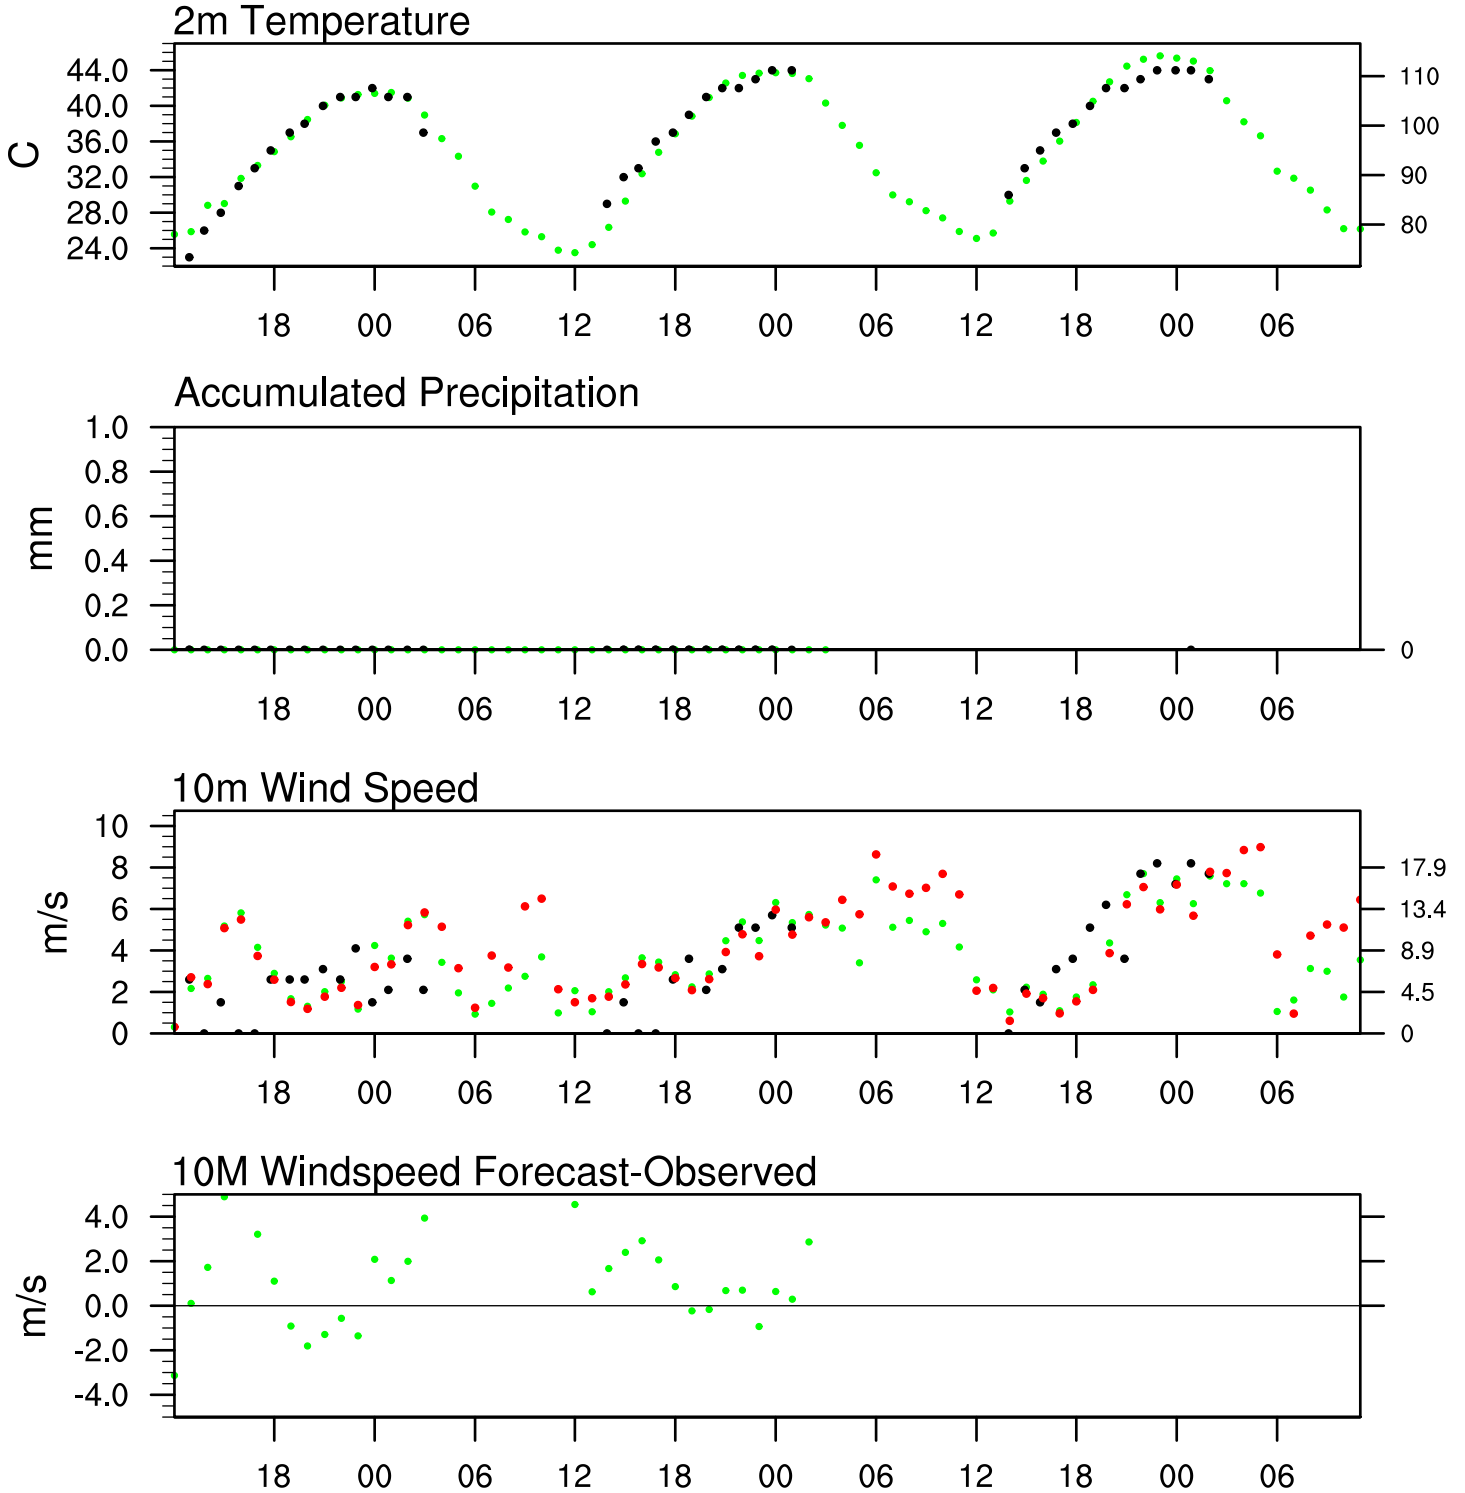 2m Temperature
44.0
40.0
36.0
32.0
28.0
24.0
C
110
100
90
80
18 00 06 12 18 00 06 12 18 00 06
Accumulated Precipitation
1.0
0.8
0.6
0.4
0.2
0.0
mm
0
18 00 06 12 18 00 06 12 18 00 06
10m Wind Speed
10
8
6
4
2
0
m/s
17.9
13.4
8.9
4.5
0
18 00 06 12 18 00 06 12 18 00 06
10M Windspeed Forecast-Observed
4.0
2.0
0.0
-2.0
-4.0
m/s
18 00 06 12 18 00 06 12 18 00 06